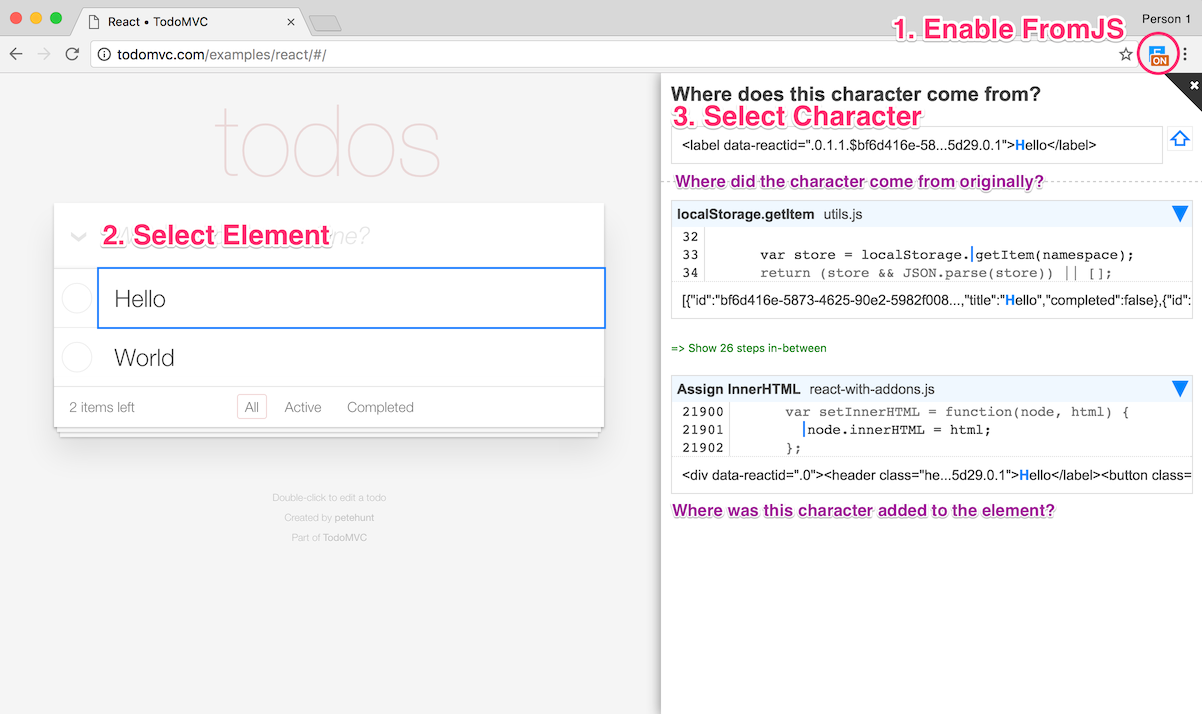 React • TodoMVC
Person 1
1. Enable FromJS
todomvc.com/examples/react/#/
ON
todos
2. Select Element
ne?
Hello
World
2 items left
All
Active
Completed
Double-click to edit a todo
Created by petehunt
Part of TodoMVC
Where does this character come from?
3. Select Character
<label data-reactid=".0.1.1.$bf6d416e-58...5d29.0.1">Hello</label>
Where did the character come from originally?
localStorage.getItem utils.js
32
33 var store = localStorage.getItem(namespace);
34 return (store && JSON.parse(store)) || [];
[{"id":"bf6d416e-5873-4625-90e2-5982f008...,"title":"Hello","completed":false},{"id":
=> Show 26 steps in-between
Assign InnerHTML react-with-addons.js
21900 var setInnerHTML = function(node, html) {
21901 node.innerHTML = html;
21902 };
<div data-reactid=".0"><header class="he...5d29.0.1">Hello</label><button class=
Where was this character added to the element?